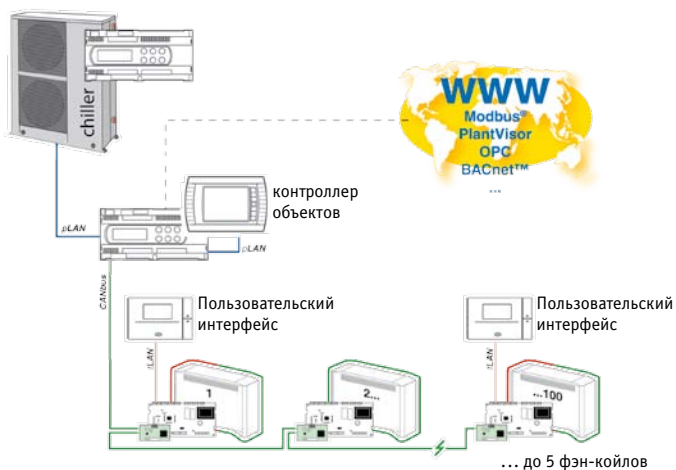 chiller
WWW
Modbus®
PlantVisor
OPC
BACnet™
...
контроллер
объектов
pLAN
pLAN
CANbus
Пользовательский
интерфейс
Пользовательский
интерфейс
tLAN
tLAN
1
2...
...100
... до 5 фэн-койлов